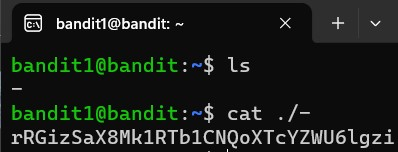 bandit1@bandit: ~
bandit1@bandit:~$ ls
-
bandit1@bandit:~$ cat ./-
rRGizSaX8Mk1RTb1CNQoXTcYZWU6lgzi